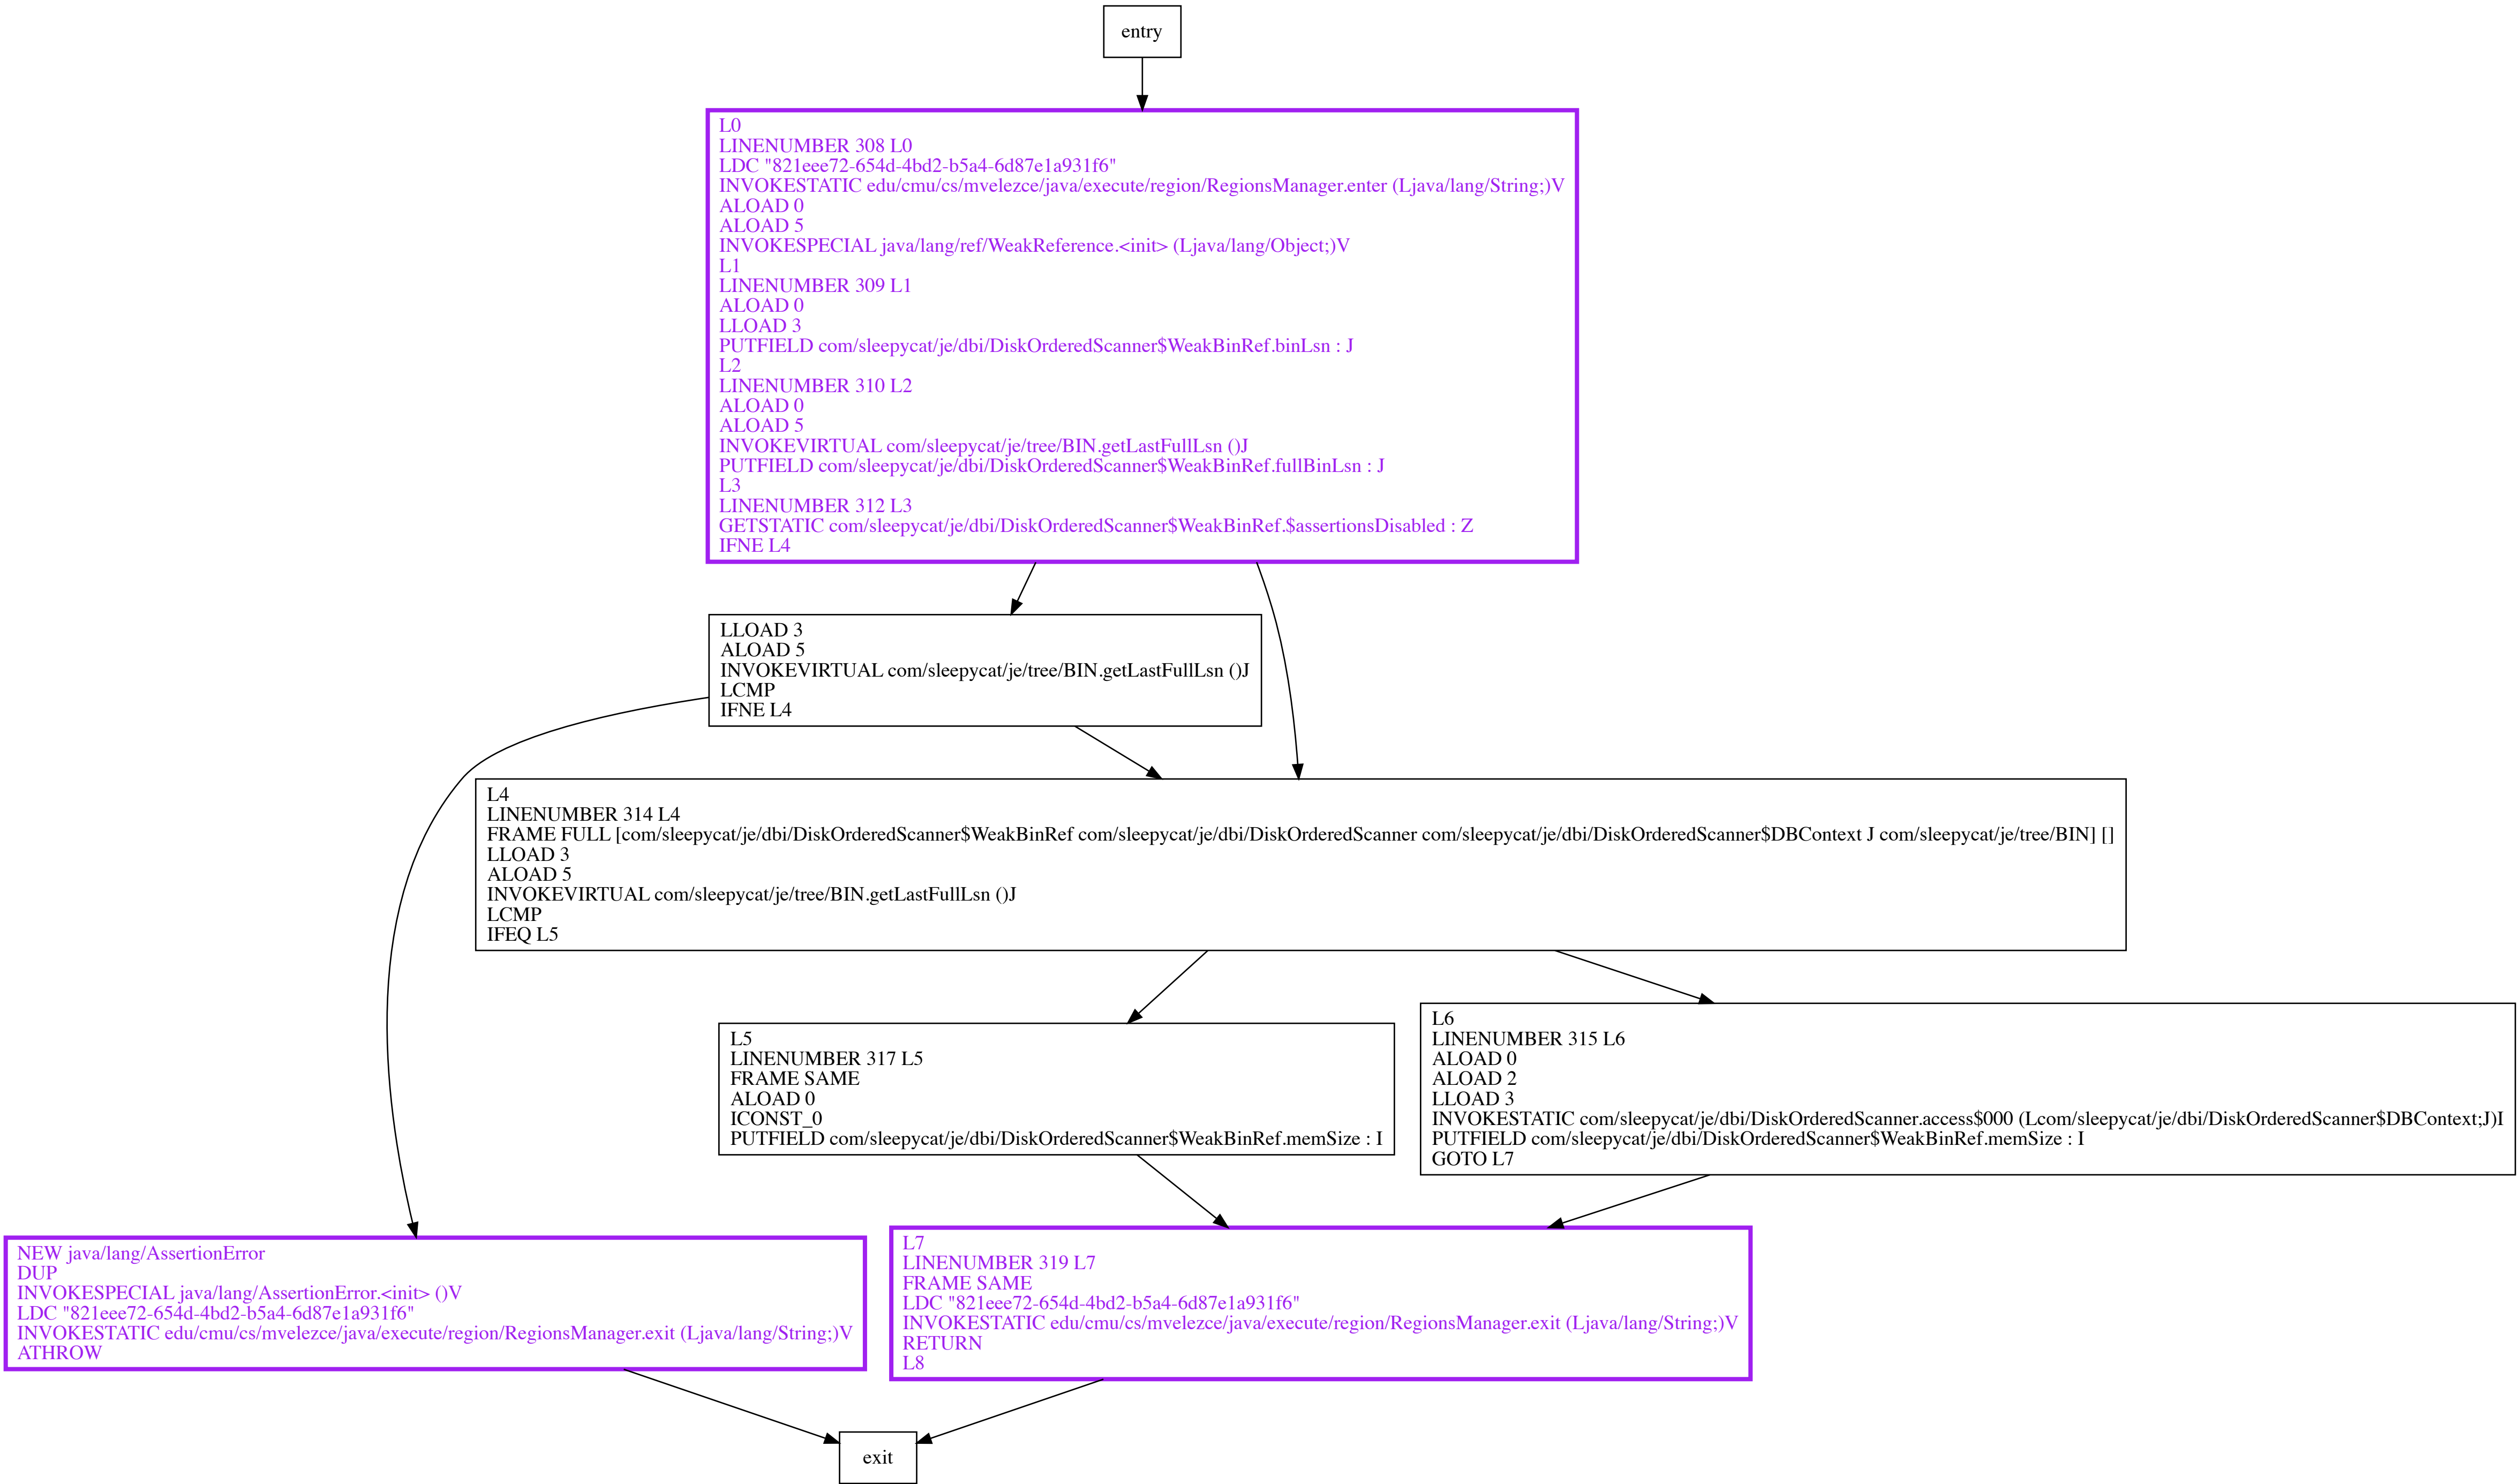 entry
L0
LINENUMBER 308 L0
LDC "821eee72-654d-4bd2-b5a4-6d87e1a931f6"
INVOKESTATIC edu/cmu/cs/mvelezce/java/execute/region/RegionsManager.enter (Ljava/lang/String;)V
ALOAD 0
ALOAD 5
INVOKESPECIAL java/lang/ref/WeakReference.<init> (Ljava/lang/Object;)V
L1
LINENUMBER 309 L1
ALOAD 0
LLOAD 3
PUTFIELD com/sleepycat/je/dbi/DiskOrderedScanner$WeakBinRef.binLsn : J
L2
LINENUMBER 310 L2
ALOAD 0
ALOAD 5
INVOKEVIRTUAL com/sleepycat/je/tree/BIN.getLastFullLsn ()J
PUTFIELD com/sleepycat/je/dbi/DiskOrderedScanner$WeakBinRef.fullBinLsn : J
L3
LINENUMBER 312 L3
GETSTATIC com/sleepycat/je/dbi/DiskOrderedScanner$WeakBinRef.$assertionsDisabled : Z
IFNE L4
LLOAD 3
ALOAD 5
INVOKEVIRTUAL com/sleepycat/je/tree/BIN.getLastFullLsn ()J
LCMP
IFNE L4
L4
LINENUMBER 314 L4
FRAME FULL [com/sleepycat/je/dbi/DiskOrderedScanner$WeakBinRef com/sleepycat/je/dbi/DiskOrderedScanner com/sleepycat/je/dbi/DiskOrderedScanner$DBContext J com/sleepycat/je/tree/BIN] []
LLOAD 3
ALOAD 5
INVOKEVIRTUAL com/sleepycat/je/tree/BIN.getLastFullLsn ()J
LCMP
IFEQ L5
L5
LINENUMBER 317 L5
FRAME SAME
ALOAD 0
ICONST_0
PUTFIELD com/sleepycat/je/dbi/DiskOrderedScanner$WeakBinRef.memSize : I
L6
LINENUMBER 315 L6
ALOAD 0
ALOAD 2
LLOAD 3
INVOKESTATIC com/sleepycat/je/dbi/DiskOrderedScanner.access$000 (Lcom/sleepycat/je/dbi/DiskOrderedScanner$DBContext;J)I
PUTFIELD com/sleepycat/je/dbi/DiskOrderedScanner$WeakBinRef.memSize : I
GOTO L7
NEW java/lang/AssertionError
DUP
INVOKESPECIAL java/lang/AssertionError.<init> ()V
LDC "821eee72-654d-4bd2-b5a4-6d87e1a931f6"
INVOKESTATIC edu/cmu/cs/mvelezce/java/execute/region/RegionsManager.exit (Ljava/lang/String;)V
ATHROW
L7
LINENUMBER 319 L7
FRAME SAME
LDC "821eee72-654d-4bd2-b5a4-6d87e1a931f6"
INVOKESTATIC edu/cmu/cs/mvelezce/java/execute/region/RegionsManager.exit (Ljava/lang/String;)V
RETURN
L8
exit